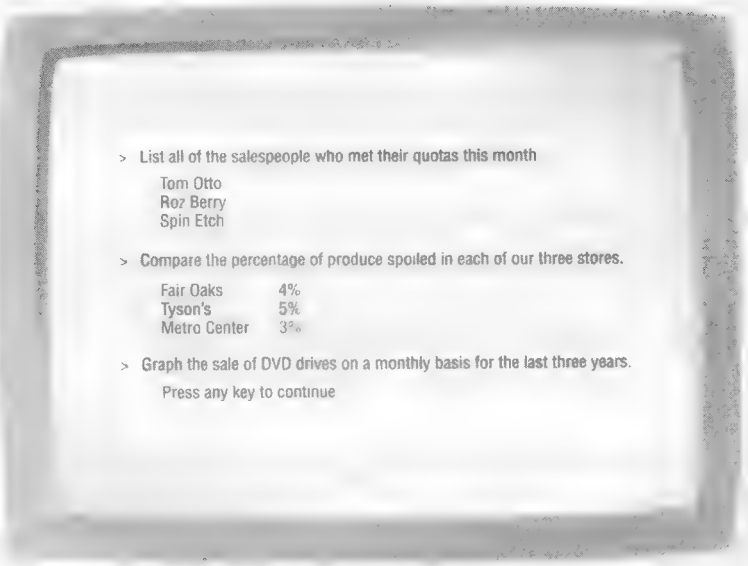 > List all of the salespeople who met their quotas this month
Tom Otto
Roz Berry
Spin Etch
> Compare the percentage of produce spoiled in each of our three stores.
Fair Oaks 4%
Tyson's 5%
Metro Center 3%
> Graph the sale of DVD drives on a monthly basis for the last three years.
Press any key to continue